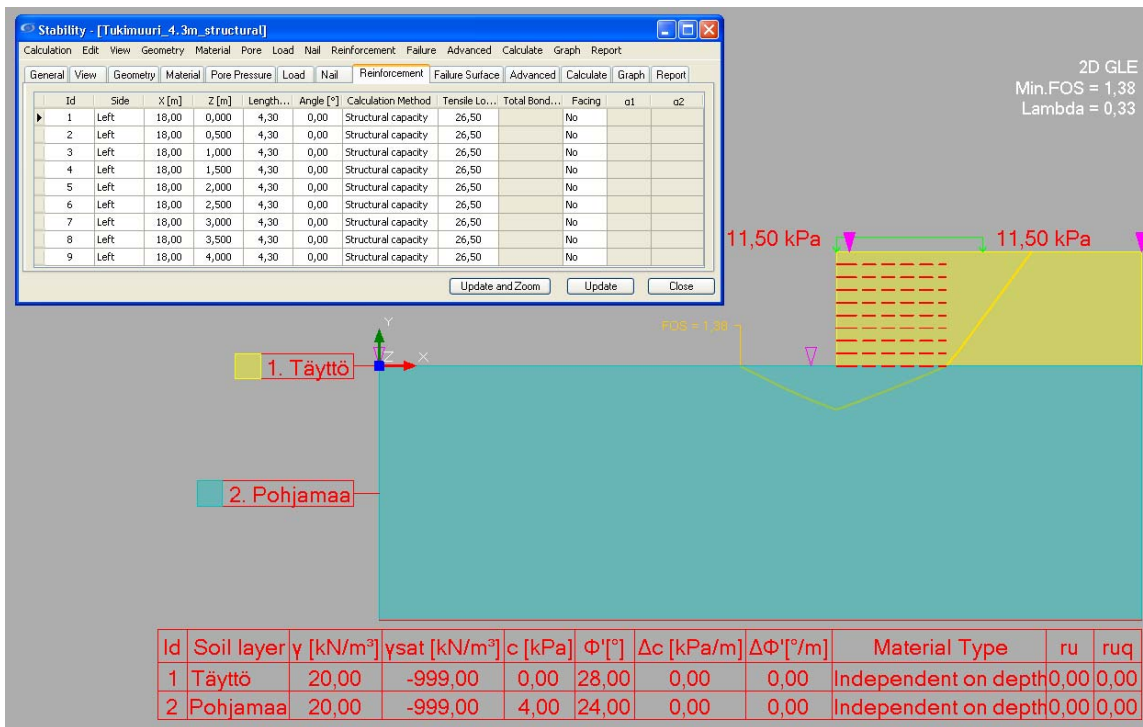 Stability - [Tukimuuri_4.3m_structural]
Calculation Edit View Geometry Material Pore Load Nail Reinforcement Failure Advanced Calculate Graph Report
General View Geometry Material Pore Pressure Load Nail Reinforcement Failure Surface Advanced Calculate Graph Report
Id Side X [m] Z [m] Length... Angle [°] Calculation Method Tensile Lo... Total Bond... Facing α1 α2
1 Left 18,00 0,000 4,30 0,00 Structural capacity 26,50 No
2 Left 18,00 0,500 4,30 0,00 Structural capacity 26,50 No
3 Left 18,00 1,000 4,30 0,00 Structural capacity 26,50 No
4 Left 18,00 1,500 4,30 0,00 Structural capacity 26,50 No
5 Left 18,00 2,000 4,30 0,00 Structural capacity 26,50 No
6 Left 18,00 2,500 4,30 0,00 Structural capacity 26,50 No
7 Left 18,00 3,000 4,30 0,00 Structural capacity 26,50 No
8 Left 18,00 3,500 4,30 0,00 Structural capacity 26,50 No
9 Left 18,00 4,000 4,30 0,00 Structural capacity 26,50 No
Update and Zoom Update Close
2D GLE
Min.FOS = 1,38
Lambda = 0,33
11,50 kPa 11,50 kPa
FOS = 1,38
Y
Z X
1. Täyttö
2. Pohjamaa
Id Soil layer γ [kN/m³] γsat [kN/m³] c [kPa] Φ'[°] Δc [kPa/m] ΔΦ'[°/m] Material Type ru ruq
1 Täyttö 20,00 -999,00 0,00 28,00 0,00 0,00 Independent on depth 0,00 0,00
2 Pohjamaa 20,00 -999,00 4,00 24,00 0,00 0,00 Independent on depth 0,00 0,00